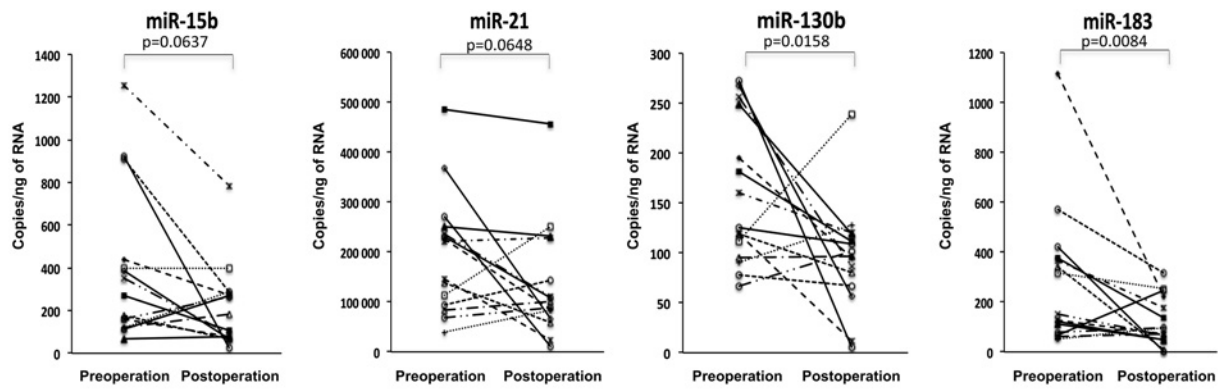 miR-15b
p=0.0637
Copies/ng of RNA
1400
1200
1000
800
600
400
200
0
Preoperation Postoperation
miR-21
p=0.0648
Copies/ng of RNA
600 000
500 000
400 000
300 000
200 000
100 000
0
Preoperation Postoperation
miR-130b
p=0.0158
Copies/ng of RNA
300
250
200
150
100
50
0
Preoperation Postoperation
miR-183
p=0.0084
Copies/ng of RNA
1200
1000
800
600
400
200
0
Preoperation Postoperation